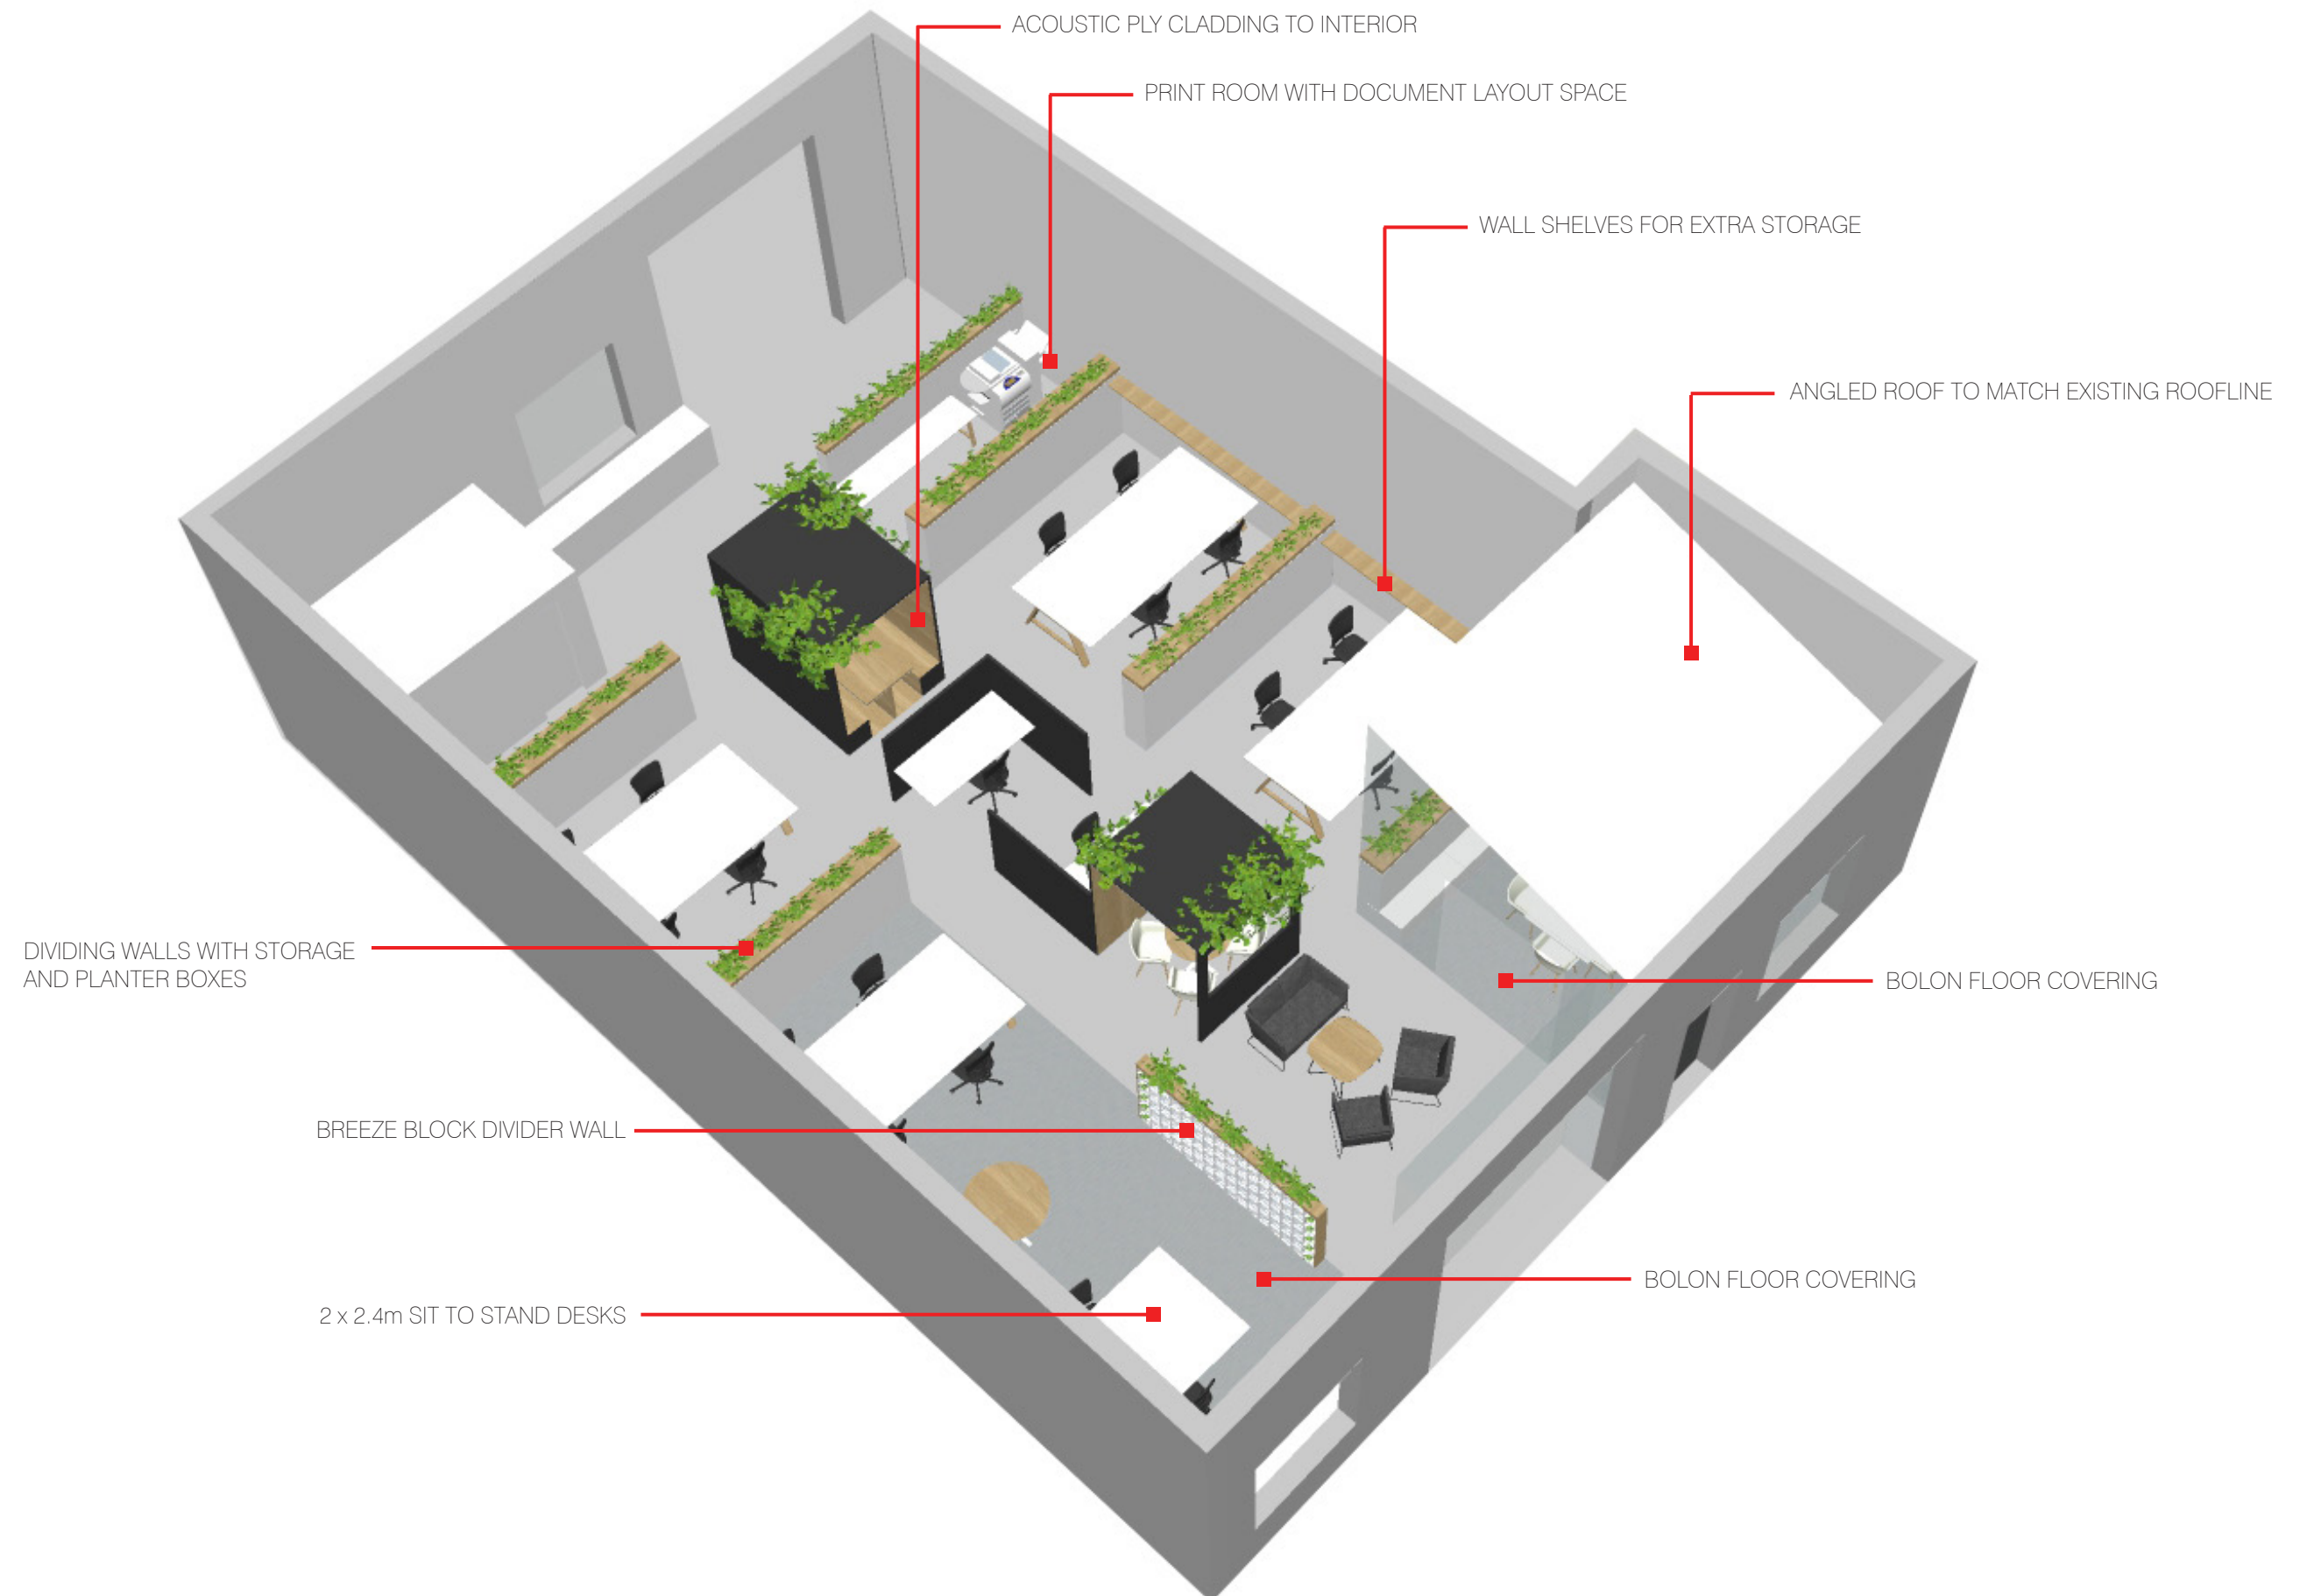 ACOUSTIC PLY CLADDING TO INTERIOR
PRINT ROOM WITH DOCUMENT LAYOUT SPACE
WALL SHELVES FOR EXTRA STORAGE
ANGLED ROOF TO MATCH EXISTING ROOFLINE
DIVIDING WALLS WITH STORAGE
AND PLANTER BOXES
BOLON FLOOR COVERING
BREEZE BLOCK DIVIDER WALL
BOLON FLOOR COVERING
2 x 2.4m SIT TO STAND DESKS